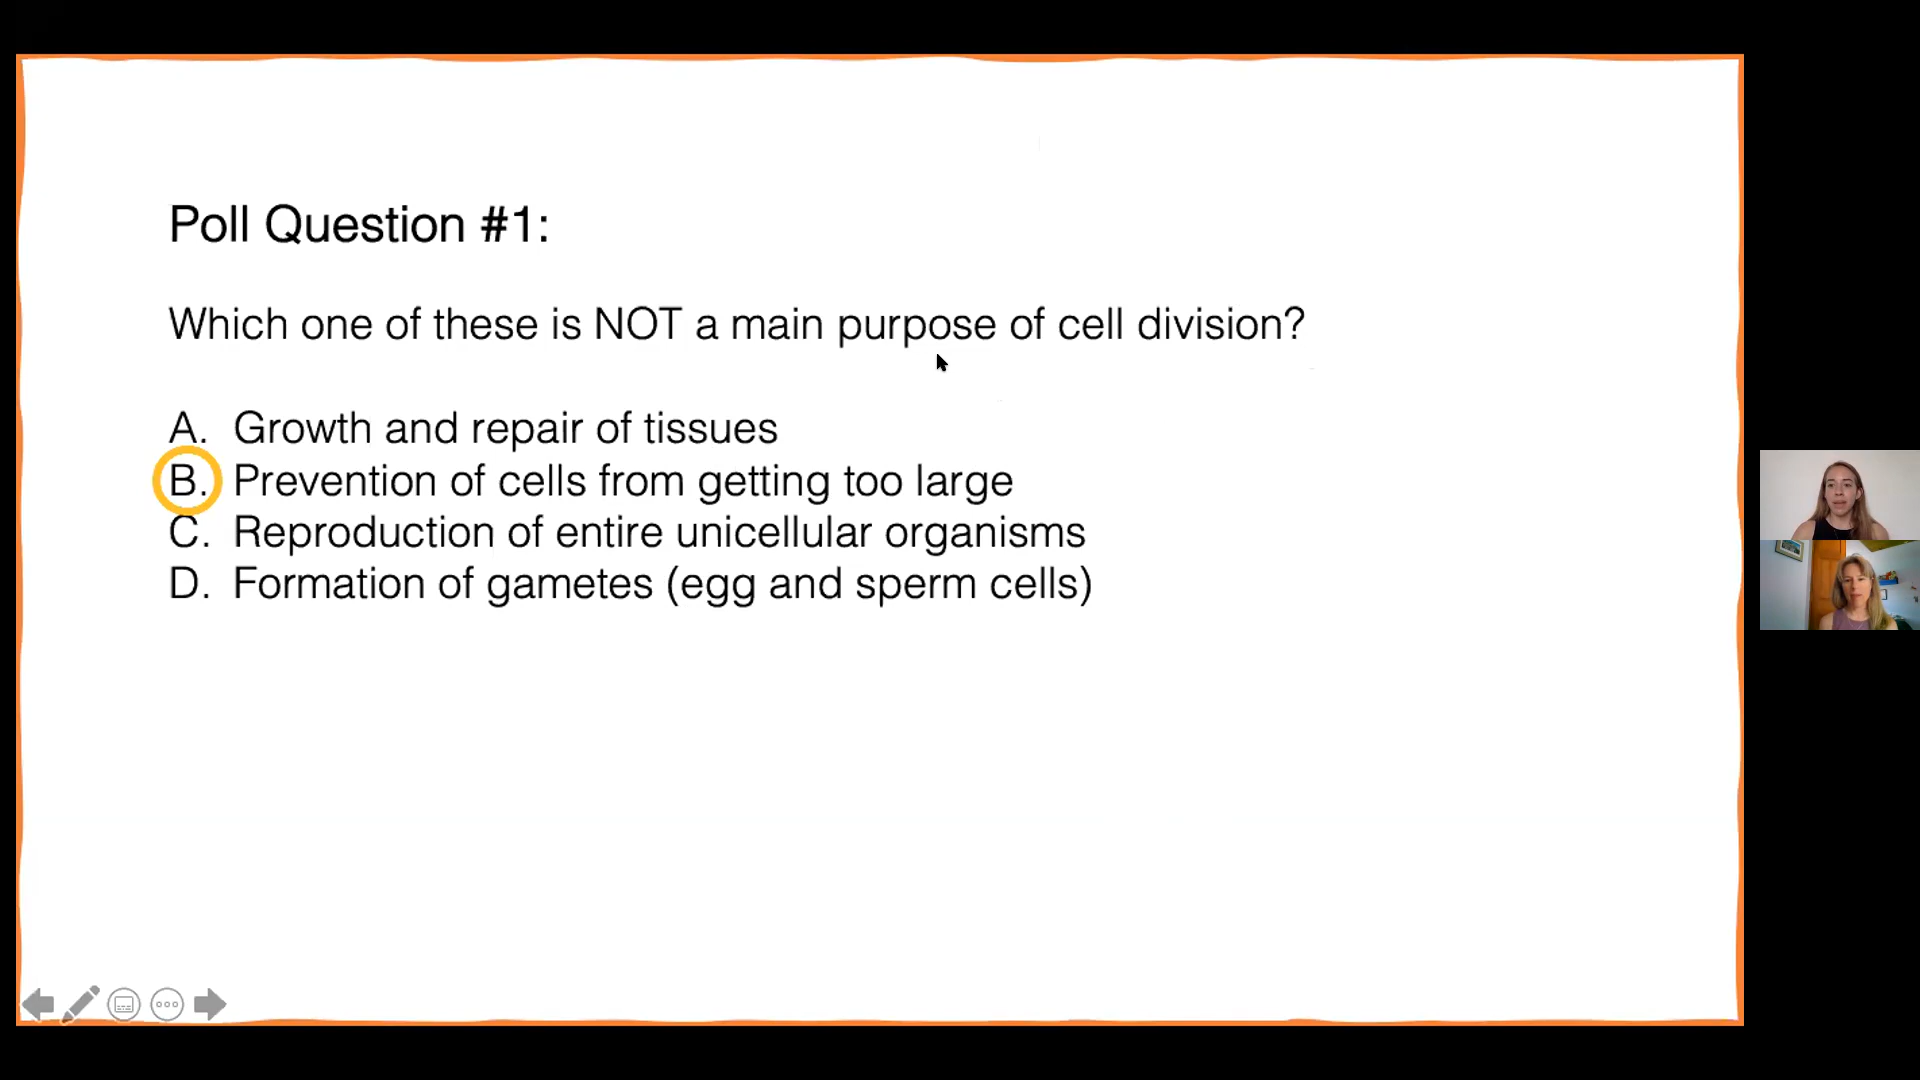 Poll Question #1:
Which one of these is NOT a main purpose of cell division?
A. Growth and repair of tissues
B. Prevention of cells from getting too large
C. Reproduction of entire unicellular organisms
D. Formation of gametes (egg and sperm cells)